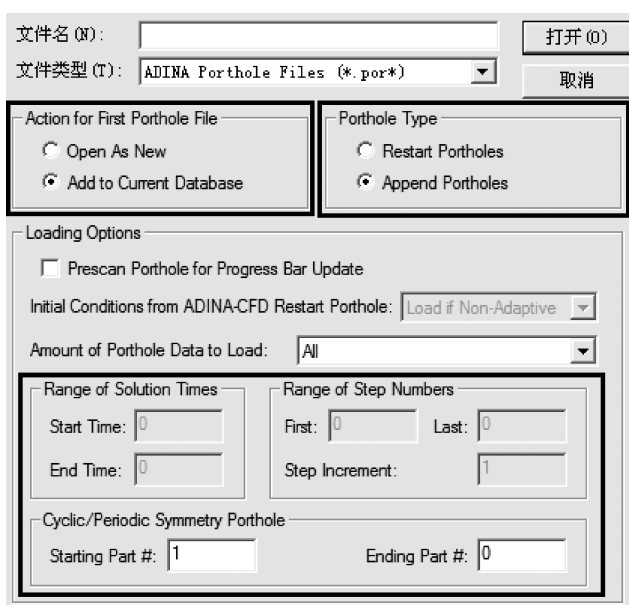 文件名(N): 打开(O)
文件类型(T): ADINA Porthole Files (*.por*) 取消
Action for First Porthole File Porthole Type
Open As New Restart Portholes
Add to Current Database Append Portholes
Loading Options
Prescan Porthole for Progress Bar Update
Initial Conditions from ADINA-CFD Restart Porthole: Load if Non-Adaptive
Amount of Porthole Data to Load: All
Range of Solution Times Range of Step Numbers
Start Time: 0 First: 0 Last: 0
End Time: 0 Step Increment: 1
Cyclic/Periodic Symmetry Porthole
Starting Part #: 1 Ending Part #: 0